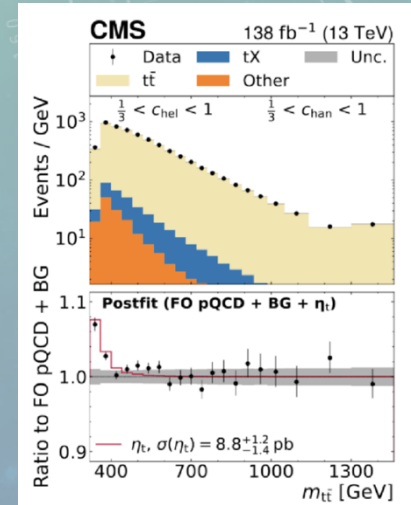 CMS 138 fb⁻¹ (13 TeV)
Data tX Unc.
tt̄ Other
1/3 < c_hel < 1 1/3 < c_han < 1
Events / GeV
10³
10²
10¹
Postfit (FO pQCD + BG + η_t)
Ratio to FO pQCD + BG
1.1
1.0
0.9
η_t, σ(η_t) = 8.8 +1.2 −1.4 pb
400 700 1000 1300
m_tt̄ [GeV]